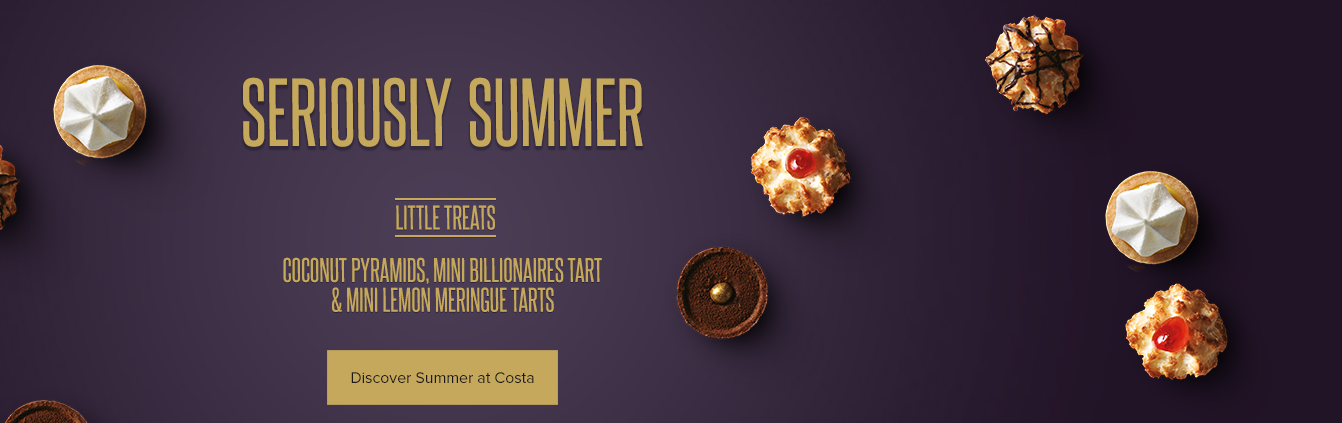 SERIOUSLY SUMMER
LITTLE TREATS
COCONUT PYRAMIDS, MINI BILLIONAIRES TART
& MINI LEMON MERINGUE TARTS
Discover Summer at Costa